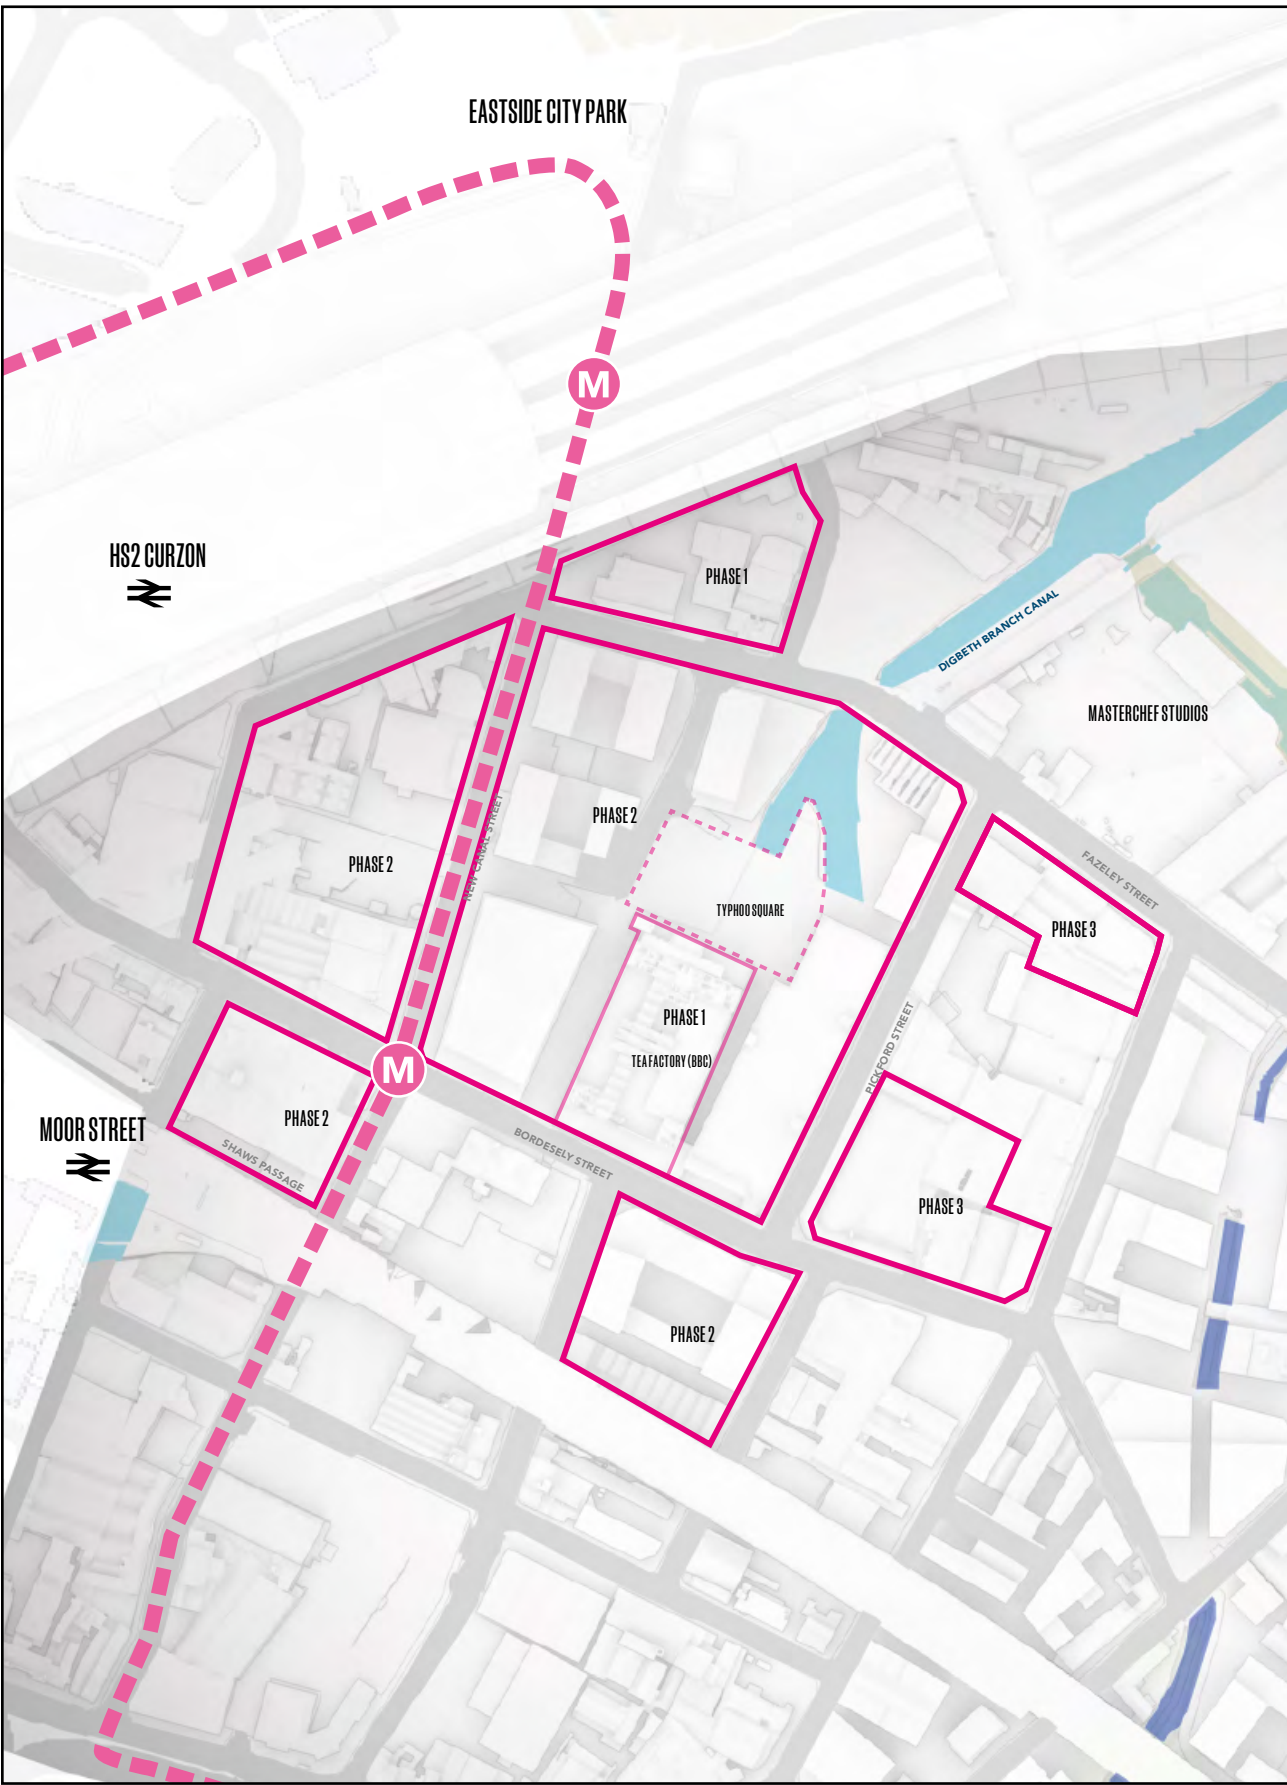 EASTSIDE CITY PARK
M
HS2 CURZON
PHASE 1
DIGBETH BRANCH CANAL
MASTERCHEF STUDIOS
PHASE 2
NEW CANAL STREET
PHASE 2
FAZELEY STREET
TYPHOO SQUARE
PHASE 3
PHASE 1
TEA FACTORY (BBC)
PICKFORD STREET
M
MOOR STREET
PHASE 2
SHAWS PASSAGE
BORDESELY STREET
PHASE 3
PHASE 2